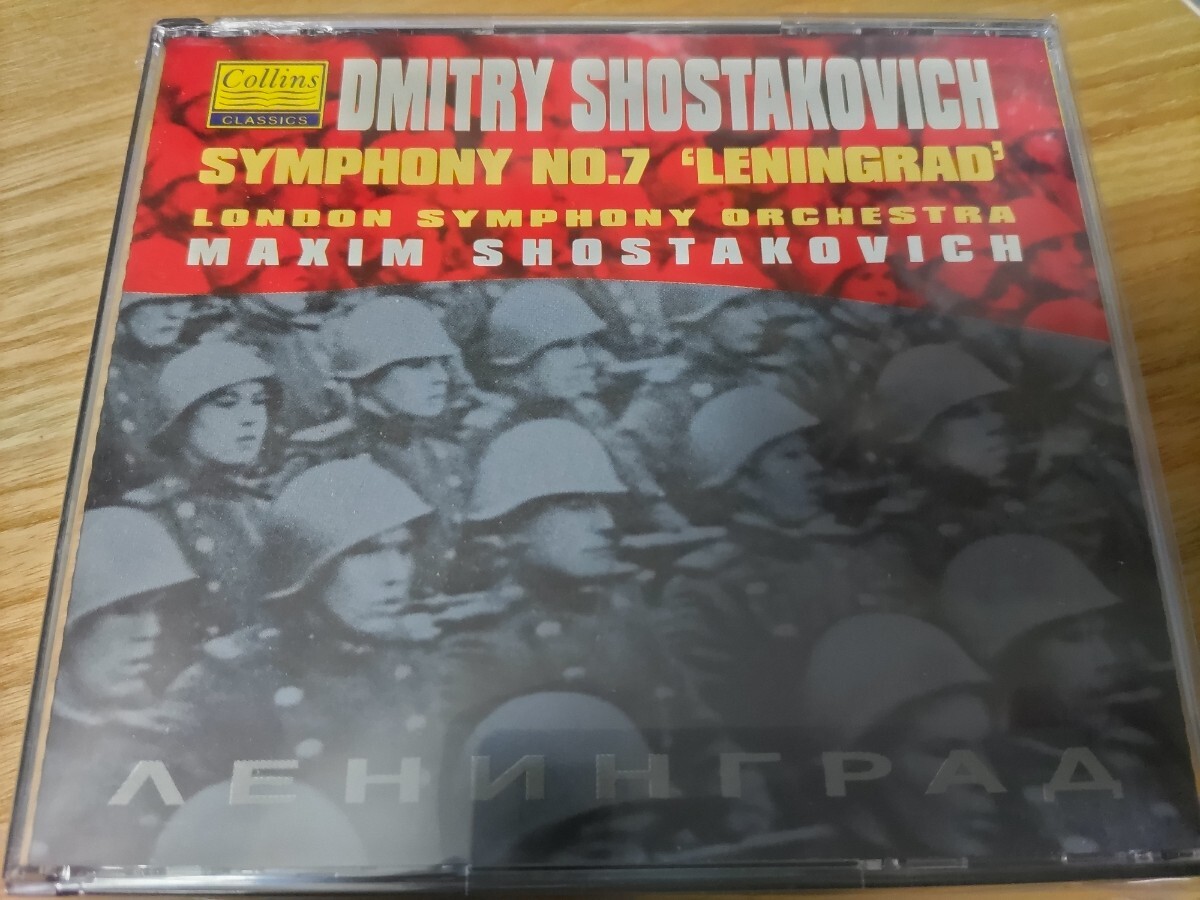 Collins
CLASSICS
DMITRY SHOSTAKOVICH
SYMPHONY NO.7 ‘LENINGRAD’
LONDON SYMPHONY ORCHESTRA
MAXIM SHOSTAKOVICH
ЛЕНИНГРАД